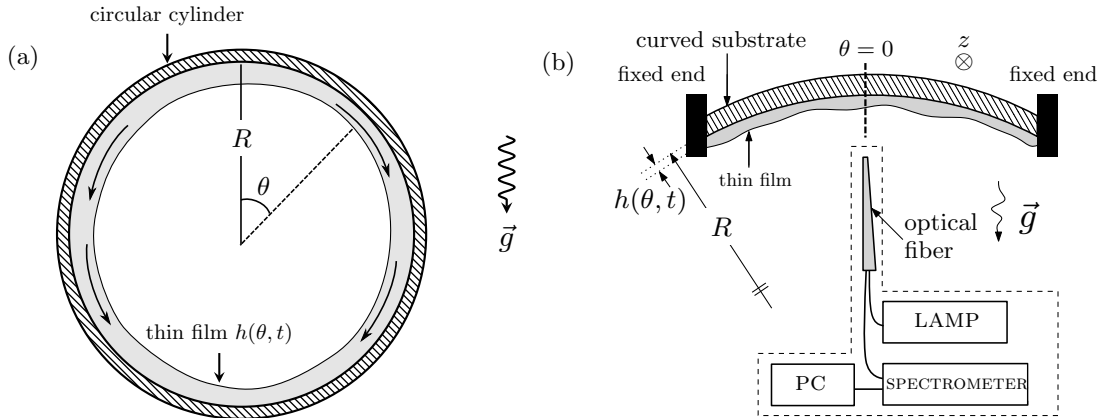 circular cylinder
(a)
R
θ
thin film h(θ, t)
g⃗
(b)
curved substrate
θ = 0
z
⊗
fixed end
fixed end
thin film
h(θ, t)
R
optical
fiber
g⃗
LAMP
PC
SPECTROMETER